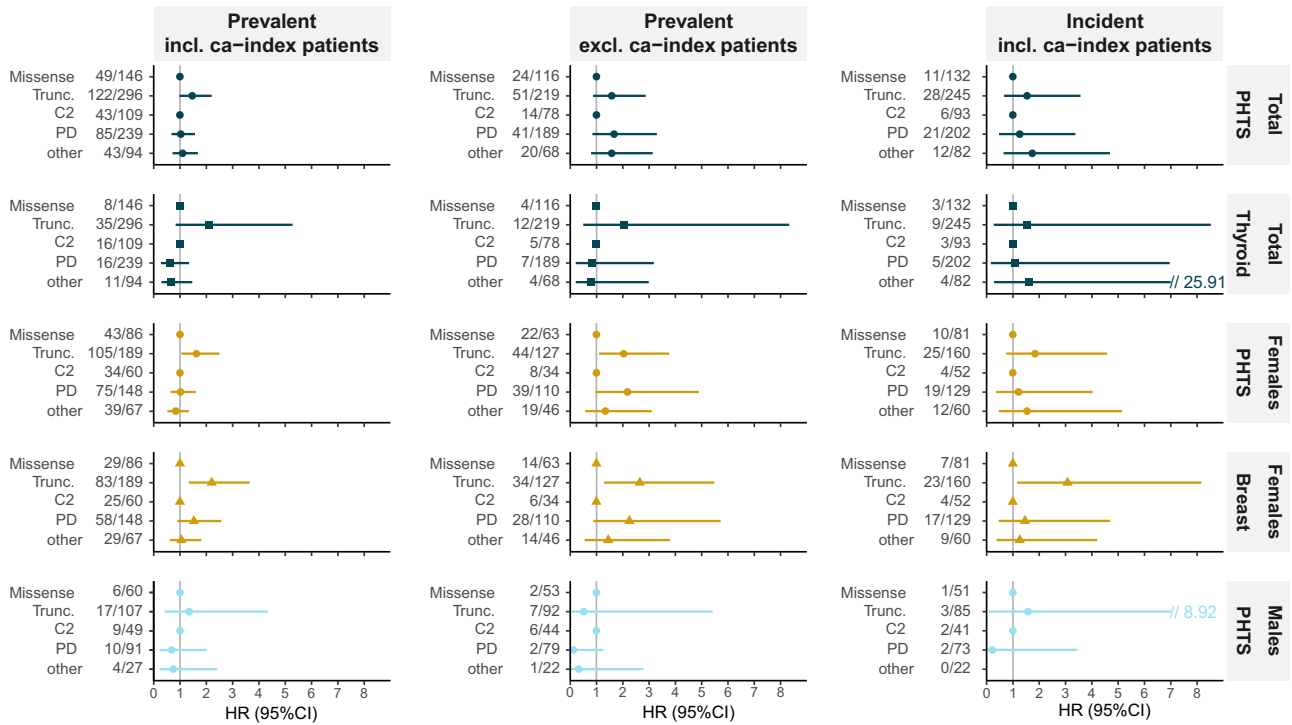 Prevalent
incl. ca−index patients
Prevalent
excl. ca−index patients
Incident
incl. ca−index patients
Missense 49/146
Trunc. 122/296
C2 43/109
PD 85/239
other 43/94
Missense 24/116
Trunc. 51/219
C2 14/78
PD 41/189
other 20/68
Missense 11/132
Trunc. 28/245
C2 6/93
PD 21/202
other 12/82
Total
PHTS
Missense 8/146
Trunc. 35/296
C2 16/109
PD 16/239
other 11/94
Missense 4/116
Trunc. 12/219
C2 5/78
PD 7/189
other 4/68
Missense 3/132
Trunc. 9/245
C2 3/93
PD 5/202
other 4/82 // 25.91
Total
Thyroid
Missense 43/86
Trunc. 105/189
C2 34/60
PD 75/148
other 39/67
Missense 22/63
Trunc. 44/127
C2 8/34
PD 39/110
other 19/46
Missense 10/81
Trunc. 25/160
C2 4/52
PD 19/129
other 12/60
Females
PHTS
Missense 29/86
Trunc. 83/189
C2 25/60
PD 58/148
other 29/67
Missense 14/63
Trunc. 34/127
C2 6/34
PD 28/110
other 14/46
Missense 7/81
Trunc. 23/160
C2 4/52
PD 17/129
other 9/60
Females
Breast
Missense 6/60
Trunc. 17/107
C2 9/49
PD 10/91
other 4/27
Missense 2/53
Trunc. 7/92
C2 6/44
PD 2/79
other 1/22
Missense 1/51
Trunc. 3/85 // 8.92
C2 2/41
PD 2/73
other 0/22
Males
PHTS
0 1 2 3 4 5 6 7 8
HR (95%CI)
0 1 2 3 4 5 6 7 8
HR (95%CI)
0 1 2 3 4 5 6 7 8
HR (95%CI)